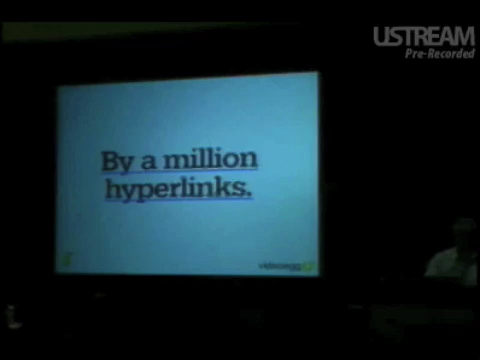 USTREAM
Pre-Recorded
By a million
hyperlinks.
videoegg